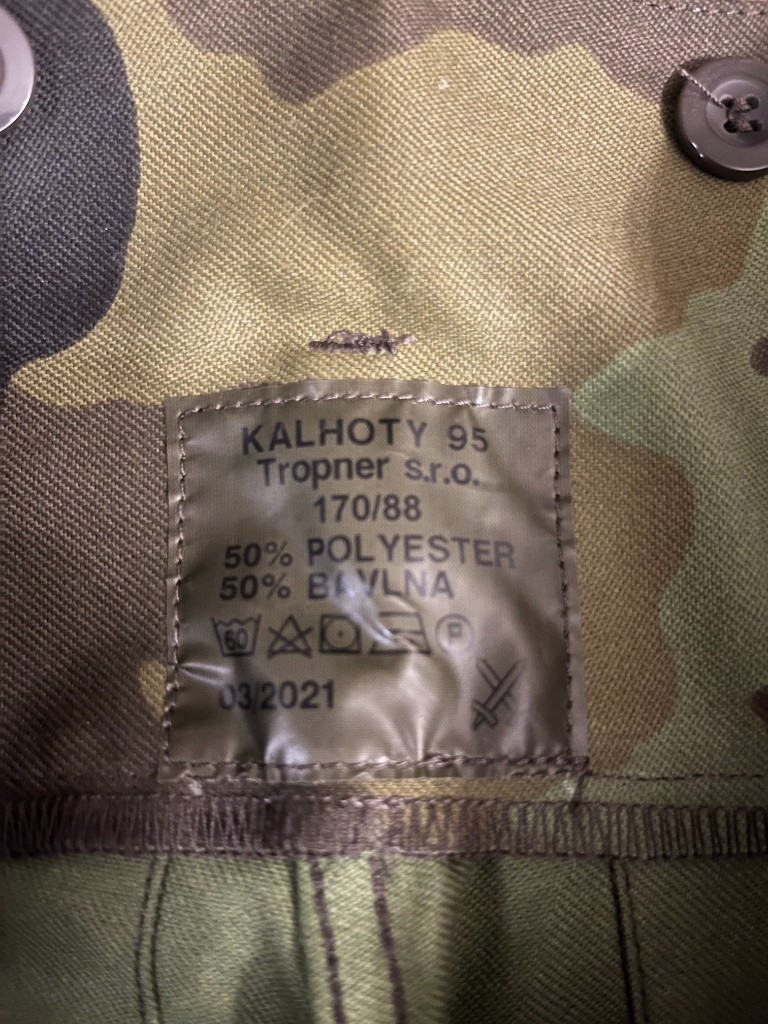 KALHOTY 95
Tropner s.r.o.
170/88
50% POLYESTER
50% BAVLNA
60 P
03/2021